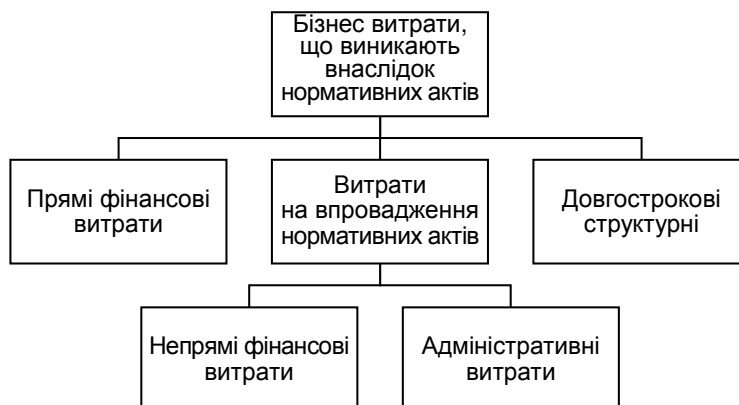 Бізнес витрати,
що виникають
внаслідок
нормативних актів
Прямі фінансові
витрати
Витрати
на впровадження
нормативних актів
Довгострокові
структурні
Непрямі фінансові
витрати
Адміністративні
витрати